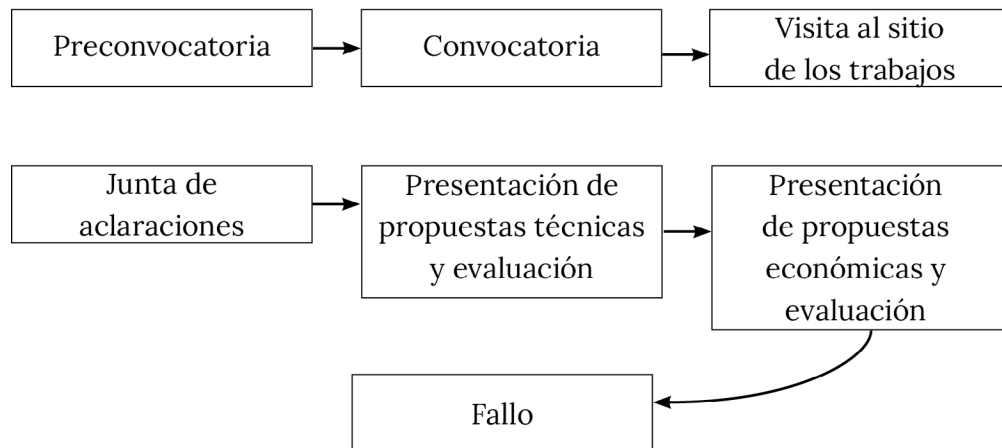 Preconvocatoria
Convocatoria
Visita al sitio
de los trabajos
Junta de
aclaraciones
Presentación de
propuestas técnicas
y evaluación
Presentación
de propuestas
económicas y
evaluación
Fallo